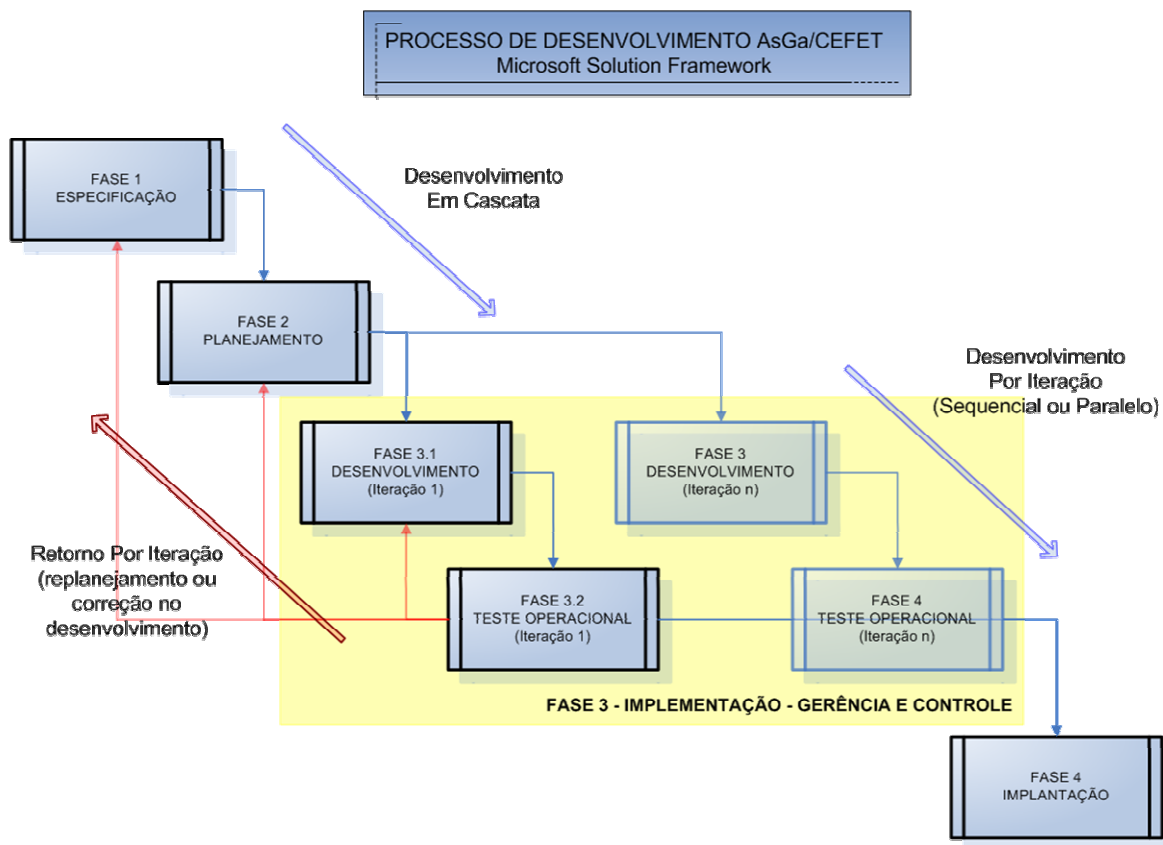 PROCESSO DE DESENVOLVIMENTO AsGa/CEFET
Microsoft Solution Framework
FASE 1
ESPECIFICAÇÃO
Desenvolvimento
Em Cascata
FASE 2
PLANEJAMENTO
Desenvolvimento
Por Iteração
(Sequencial ou Paralelo)
FASE 3.1
DESENVOLVIMENTO
(Iteração 1)
FASE 3
DESENVOLVIMENTO
(Iteração n)
Retorno Por Iteração
(replanejamento ou
correção no
desenvolvimento)
FASE 3.2
TESTE OPERACIONAL
(Iteração 1)
FASE 4
TESTE OPERACIONAL
(Iteração n)
FASE 3 - IMPLEMENTAÇÃO - GERÊNCIA E CONTROLE
FASE 4
IMPLANTAÇÃO